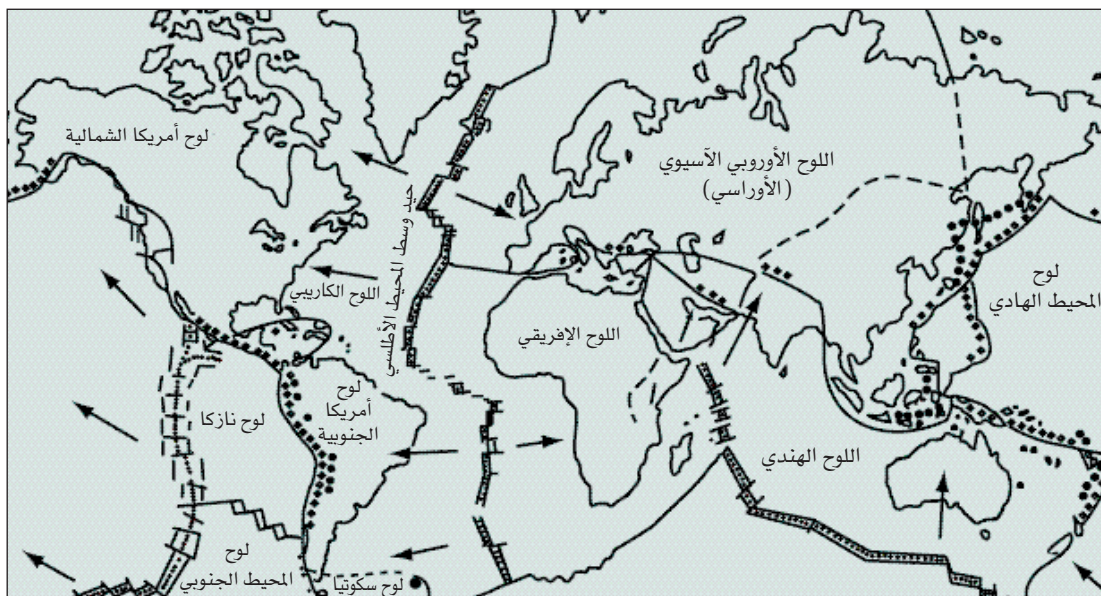 لوح أمريكا الشمالية
اللوح الأوروبي الآسيوي
(الأوراسي)
حيد وسط المحيط الأطلسي
لوح
المحيط الهادي
اللوح الكاريبي
اللوح الإفريقي
لوح
أمريكا
الجنوبية
لوح نازكا
اللوح الهندي
لوح
المحيط الجنوبي
لوح سكوتيا